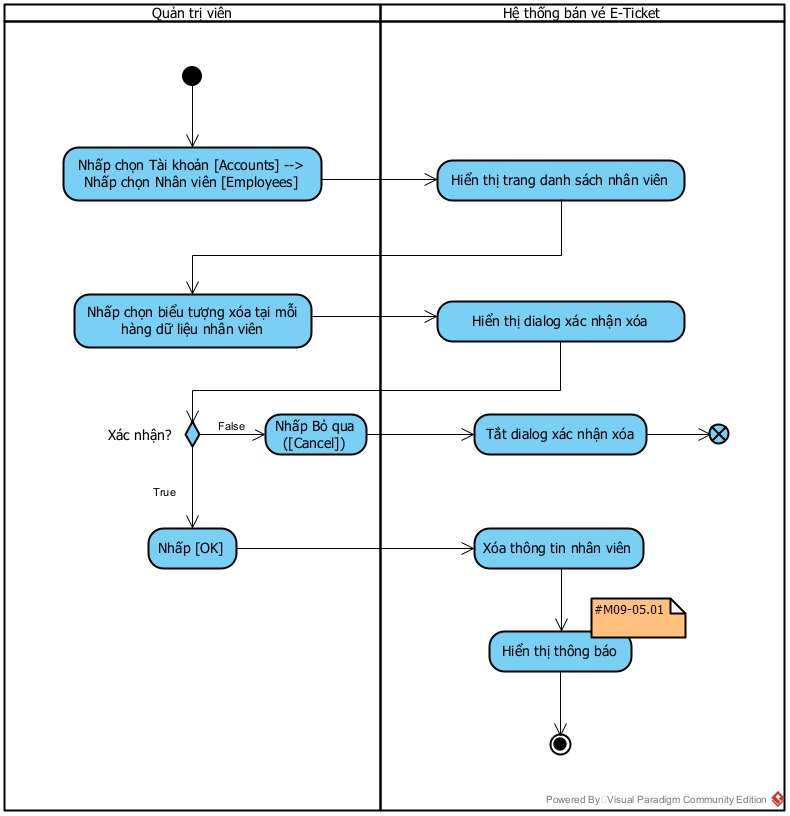 Quản trị viên
Hệ thống bán vé E-Ticket
Nhấp chọn Tài khoản [Accounts] -->
Nhấp chọn Nhân viên [Employees]
Hiển thị trang danh sách nhân viên
Nhấp chọn biểu tượng xóa tại mỗi
hàng dữ liệu nhân viên
Hiển thị dialog xác nhận xóa
Xác nhận?
False
Nhấp Bỏ qua
([Cancel])
Tắt dialog xác nhận xóa
True
Nhấp [OK]
Xóa thông tin nhân viên
#M09-05.01
Hiển thị thông báo
Powered By Visual Paradigm Community Edition